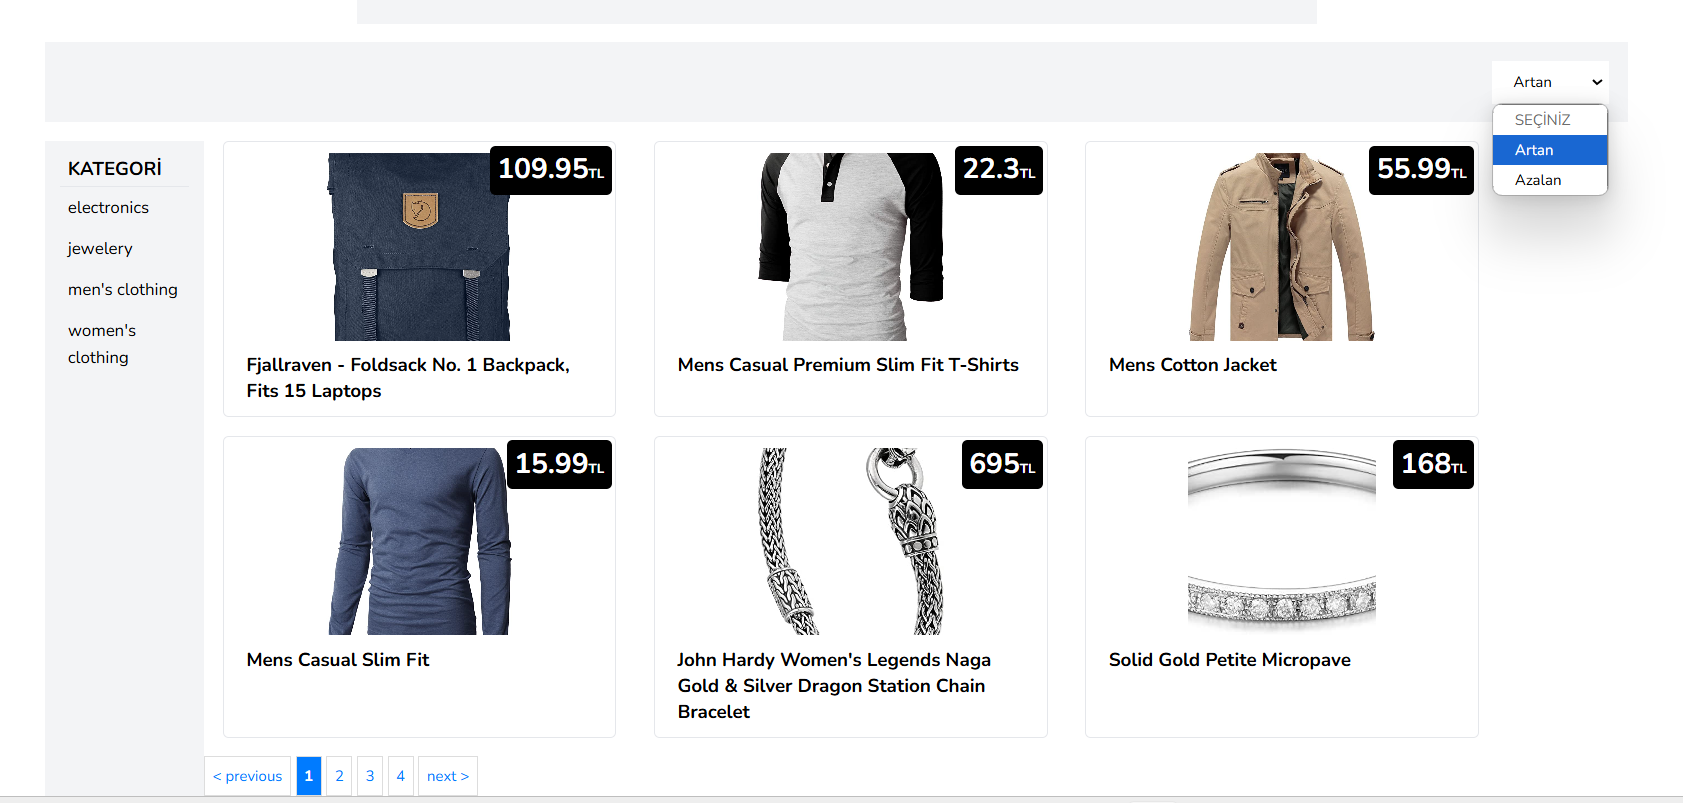 Artan
SEÇİNİZ
Artan
Azalan
KATEGORİ
electronics
jewelery
men's clothing
women's
clothing
109.95TL
Fjallraven - Foldsack No. 1 Backpack,
Fits 15 Laptops
22.3TL
Mens Casual Premium Slim Fit T-Shirts
55.99TL
Mens Cotton Jacket
15.99TL
Mens Casual Slim Fit
695TL
John Hardy Women's Legends Naga
Gold & Silver Dragon Station Chain
Bracelet
168TL
Solid Gold Petite Micropave
< previous 1 2 3 4 next >